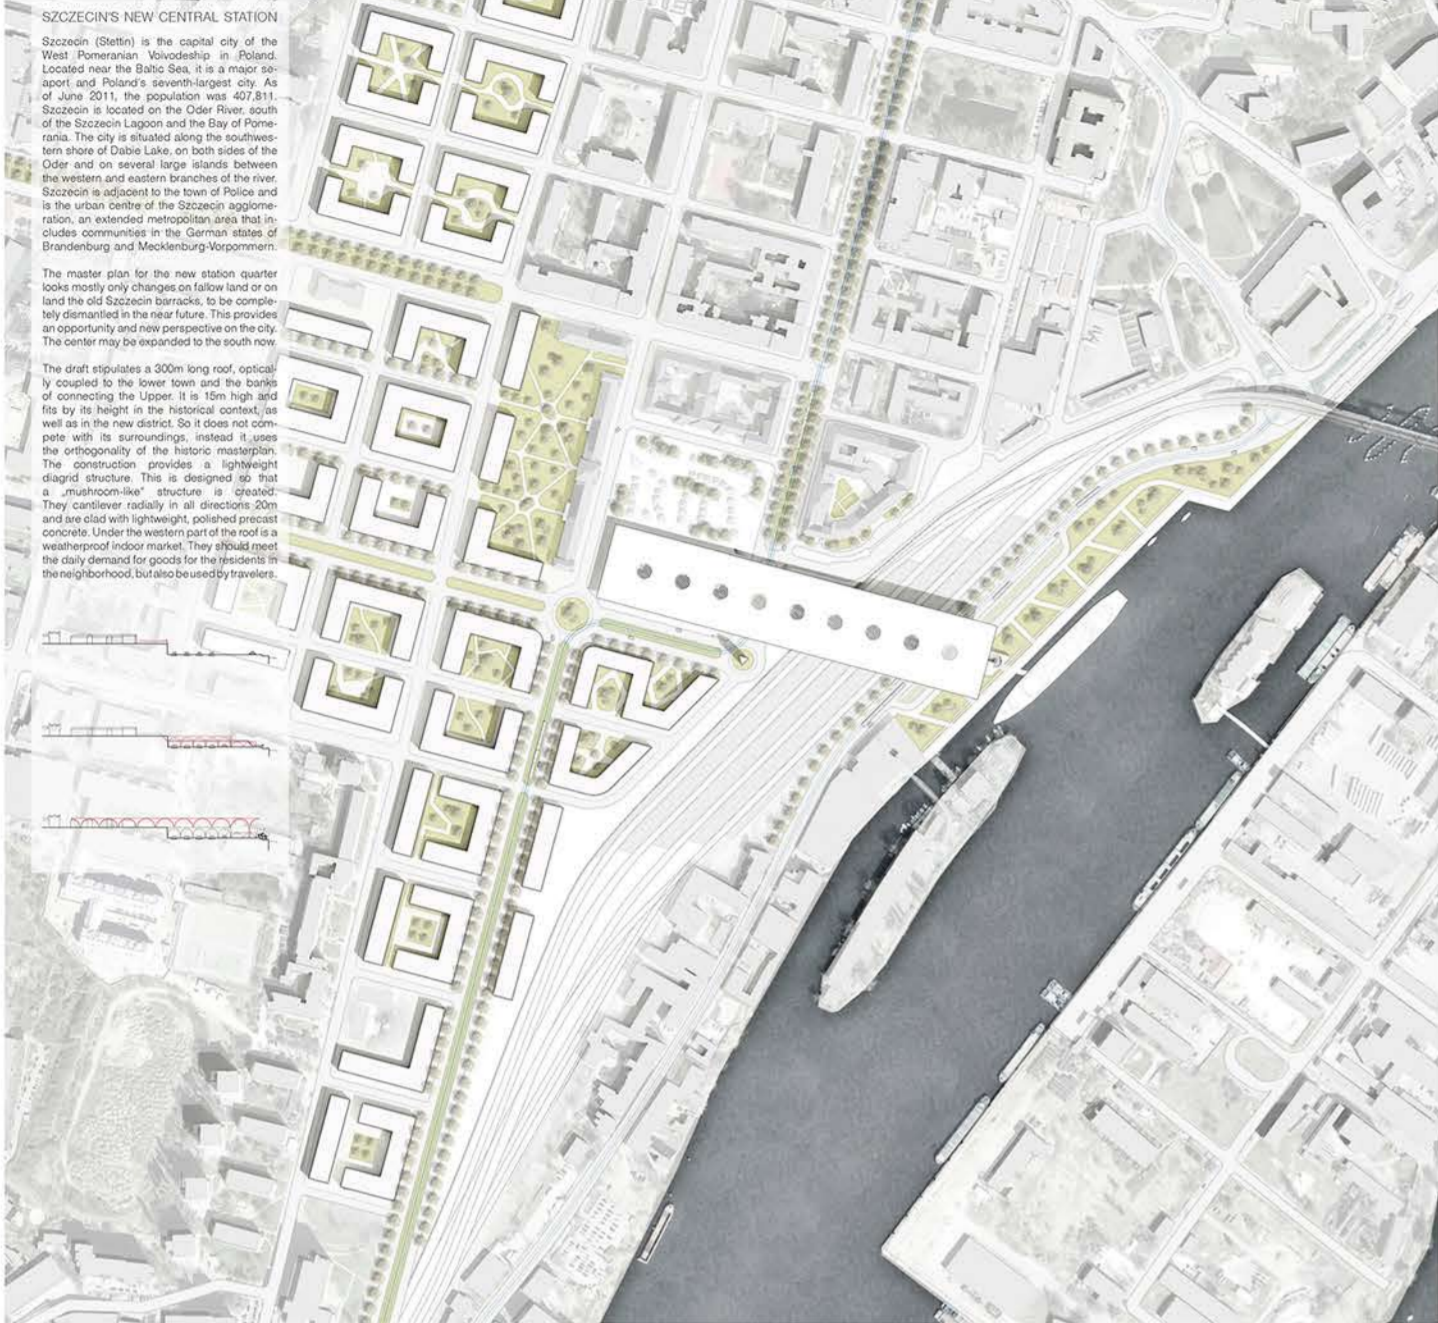 SZCZECIN'S NEW CENTRAL STATION
Szczecin (Stettin) is the capital city of the
West Pomeranian Voivodeship in Poland.
Located near the Baltic Sea, it is a major se-
aport and Poland's seventh-largest city. As
of June 2011, the population was 407,811.
Szczecin is located on the Oder River, south
of the Szczecin Lagoon and the Bay of Pome-
rania. The city is situated along the southwes-
tern shore of Dabie Lake, on both sides of the
Oder and on several large islands between
the western and eastern branches of the river.
Szczecin is adjacent to the town of Police and
is the urban centre of the Szczecin agglome-
ration, an extended metropolitan area that in-
cludes communities in the German states of
Brandenburg and Mecklenburg-Vorpommern.
The master plan for the new station quarter
looks mostly only changes on fallow land or on
land the old Szczecin barracks, to be comple-
tely dismantled in the near future. This provides
an opportunity and new perspective on the city.
The center may be expanded to the south now.
The draft stipulates a 300m long roof, optical-
ly coupled to the lower town and the banks
of connecting the Upper. It is 15m high and
fits by its height in the historical context, as
well as in the new district. So it does not com-
pete with its surroundings, instead it uses
the orthogonality of the historic masterplan.
The construction provides a lightweight
diagrid structure. This is designed so that
a „mushroom-like" structure is created.
They cantilever radially in all directions 20m
and are clad with lightweight, polished precast
concrete. Under the western part of the roof is a
weatherproof indoor market. They should meet
the daily demand for goods for the residents in
the neighborhood, but also be used by travelers.